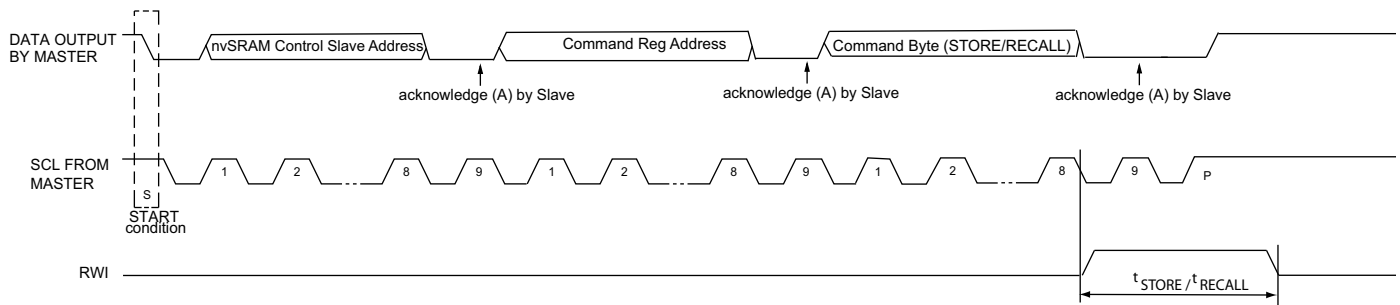 DATA OUTPUT
BY MASTER
nvSRAM Control Slave Address
Command Reg Address
Command Byte (STORE/RECALL)
acknowledge (A) by Slave
acknowledge (A) by Slave
acknowledge (A) by Slave
SCL FROM
MASTER
1 2 8 9 1 2 8 9 1 2 8 9 P
S
START
condition
RWI
t STORE / t RECALL